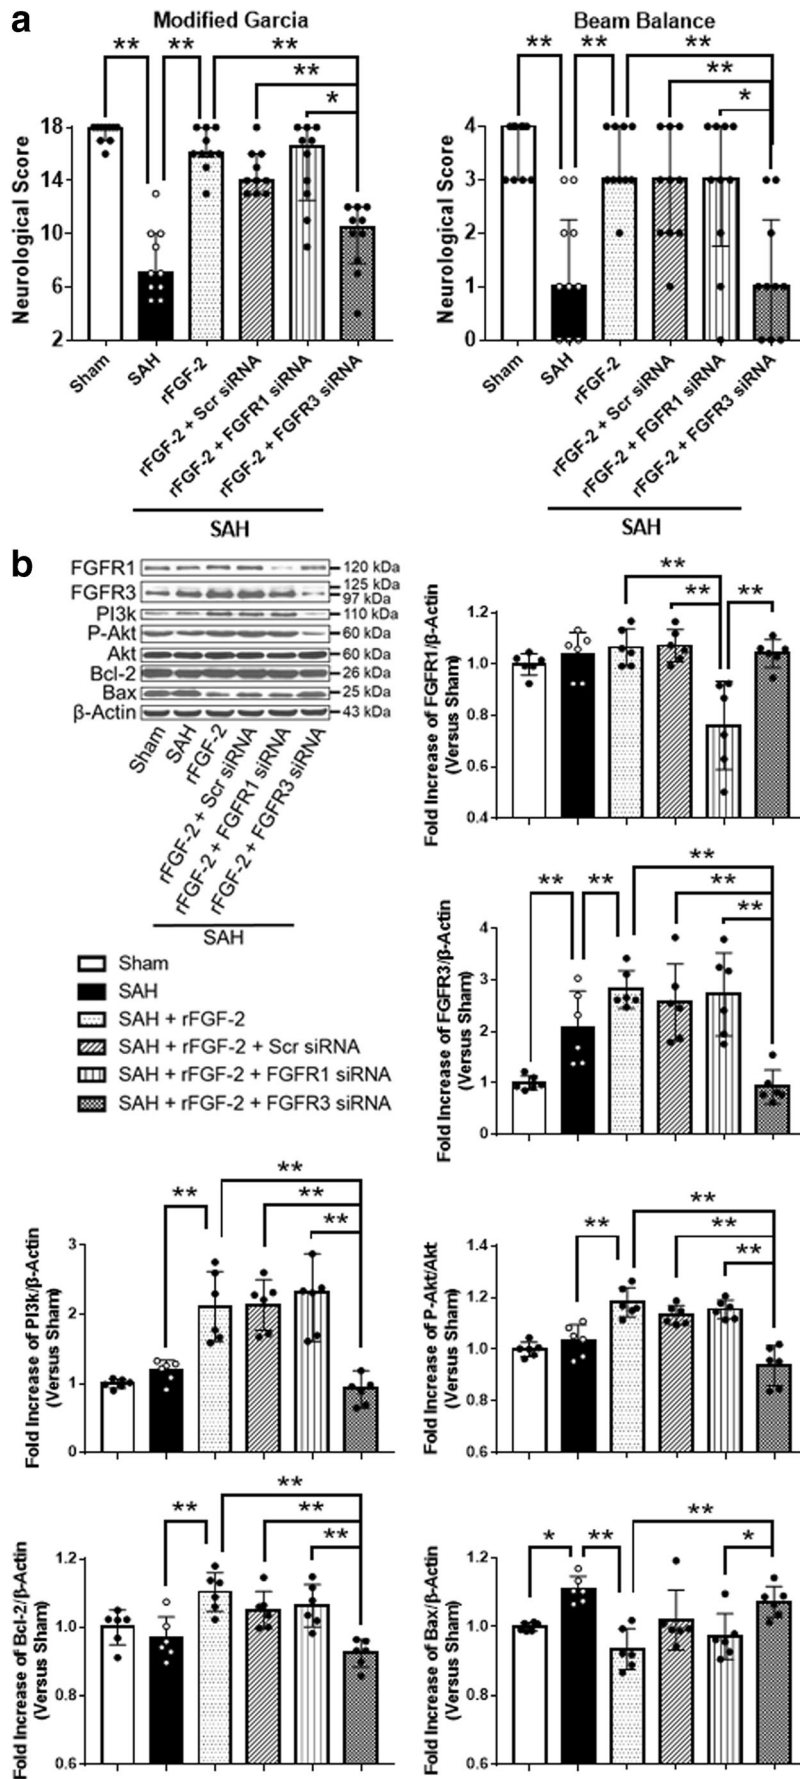 a
Modified Garcia
** ** **
**
*
Neurological Score
18
14
10
6
2
Sham
SAH
rFGF-2
rFGF-2 + Scr siRNA
rFGF-2 + FGFR1 siRNA
rFGF-2 + FGFR3 siRNA
SAH
Beam Balance
** ** **
**
*
Neurological Score
4
3
2
1
0
Sham
SAH
rFGF-2
rFGF-2 + Scr siRNA
rFGF-2 + FGFR1 siRNA
rFGF-2 + FGFR3 siRNA
SAH
b
FGFR1 120 kDa
FGFR3 125 kDa
97 kDa
PI3k 110 kDa
P-Akt 60 kDa
Akt 60 kDa
Bcl-2 26 kDa
Bax 25 kDa
β-Actin 43 kDa
Sham
SAH
rFGF-2
rFGF-2 + Scr siRNA
rFGF-2 + FGFR1 siRNA
rFGF-2 + FGFR3 siRNA
SAH
Sham
SAH
SAH + rFGF-2
SAH + rFGF-2 + Scr siRNA
SAH + rFGF-2 + FGFR1 siRNA
SAH + rFGF-2 + FGFR3 siRNA
**
** **
Fold Increase of FGFR1/β-Actin
(Versus Sham)
1.2
1.0
0.8
0.6
0.4
**
** ** **
**
Fold Increase of FGFR3/β-Actin
(Versus Sham)
4
3
2
1
0
**
** **
**
Fold Increase of PI3k/β-Actin
(Versus Sham)
3
2
1
0
**
** **
**
Fold Increase of P-Akt/Akt
(Versus Sham)
1.4
1.2
1.0
0.8
0.6
**
** **
**
Fold Increase of Bcl-2/β-Actin
(Versus Sham)
1.2
1.0
0.8
0.6
**
* ** *
Fold Increase of Bax/β-Actin
(Versus Sham)
1.2
1.0
0.8
0.6